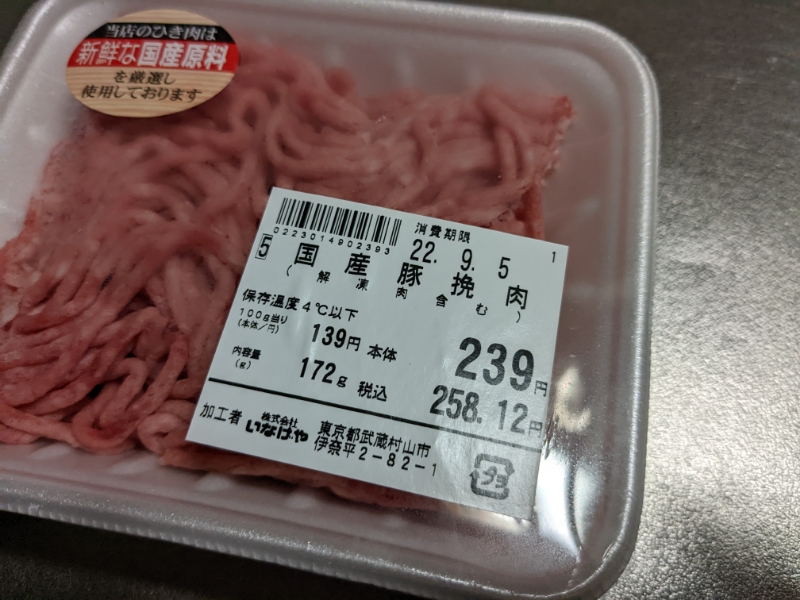 当店のひき肉は
新鮮な国産原料
を厳選し
使用しております
0223014902393
消費期限
22. 9. 5 1
5 国産豚挽肉
(解凍肉含む)
保存温度4℃以下
100g当り
(本体/円)
139円 本体 239円
内容量
(g)
172g 税込 258.12円
加工者 株式会社
いなげや
東京都武蔵村山市
伊奈平2-82-1
プラ